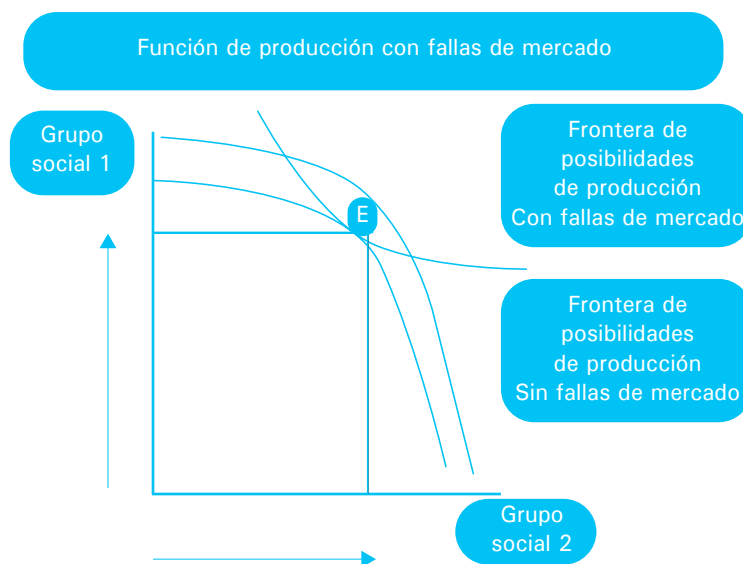 Función de producción con fallas de mercado
Grupo
social 1
Frontera de
posibilidades
de producción
Con fallas de mercado
E
Frontera de
posibilidades
de producción
Sin fallas de mercado
Grupo
social 2